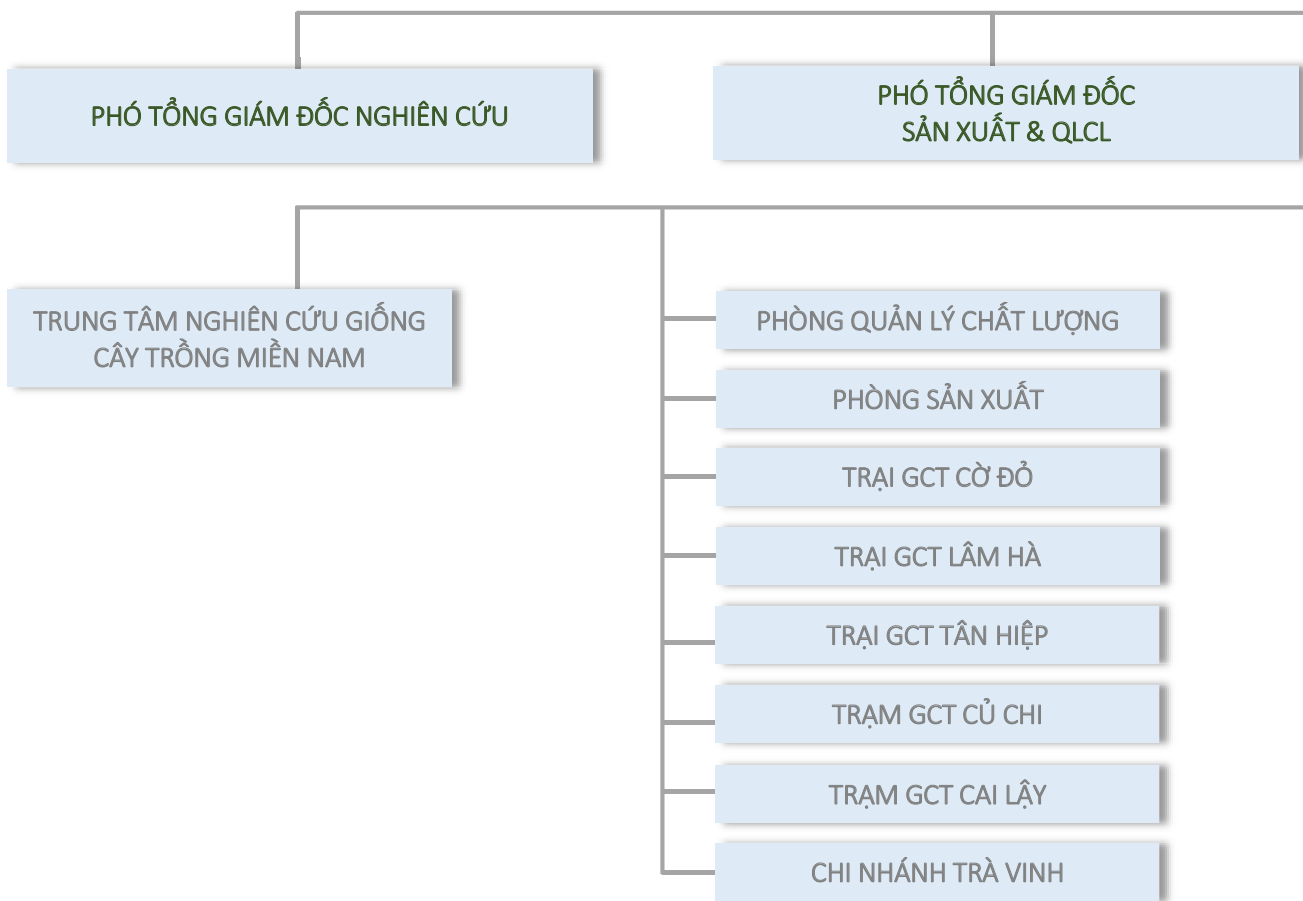 PHÓ TỔNG GIÁM ĐỐC NGHIÊN CỨU
PHÓ TỔNG GIÁM ĐỐC
SẢN XUẤT & QLCL
TRUNG TÂM NGHIÊN CỨU GIỐNG
CÂY TRỒNG MIỀN NAM
PHÒNG QUẢN LÝ CHẤT LƯỢNG
PHÒNG SẢN XUẤT
TRẠI GCT CỜ ĐỎ
TRẠI GCT LÂM HÀ
TRẠI GCT TÂN HIỆP
TRẠM GCT CỦ CHI
TRẠM GCT CAI LẬY
CHI NHÁNH TRÀ VINH